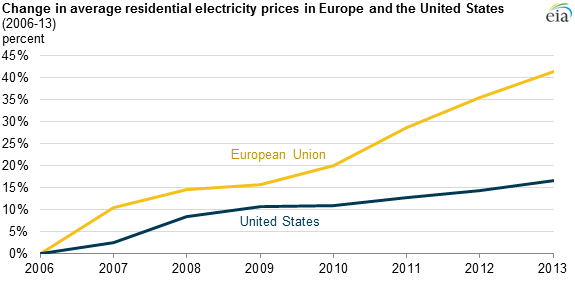 Change in average residential electricity prices in Europe and the United States
(2006-13)
percent
eia
45%
40%
35%
30%
25%
20%
15%
10%
5%
0%
European Union
United States
2006 2007 2008 2009 2010 2011 2012 2013